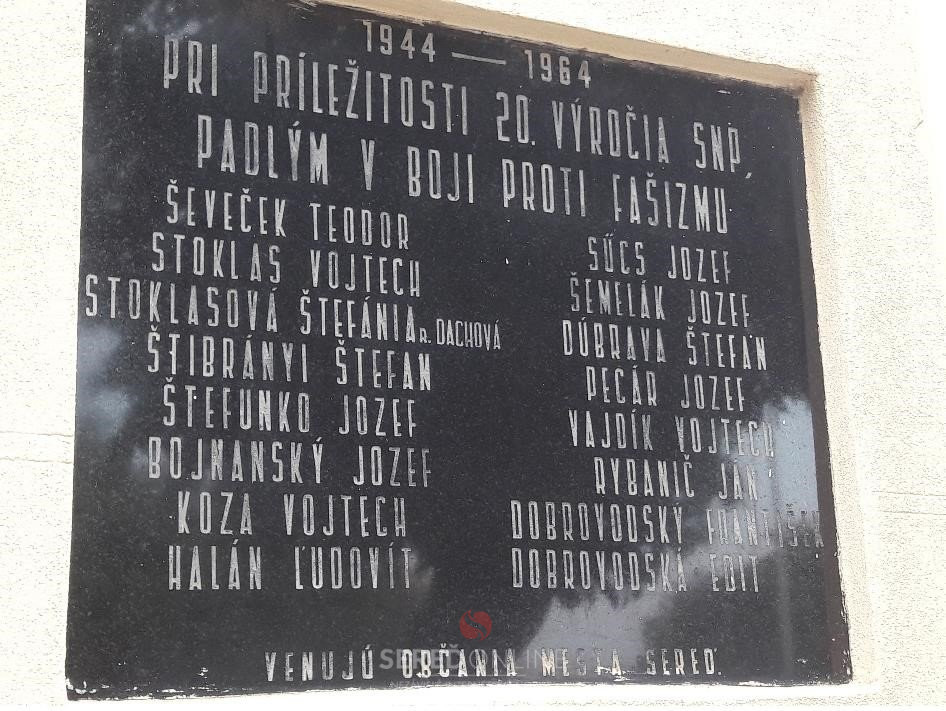 1944 — 1964
PRI PRÍLEŽITOSTI 20. VÝROČIA SNP,
PADLÝM V BOJI PROTI FAŠIZMU
ŠEVEČEK TEODOR
STOKLAS VOJTECH
STOKLASOVÁ ŠTEFÁNIA R. DACHOVÁ
ŠTIBRÁNYI ŠTEFAN
ŠTEFUNKO JOZEF
BOJNANSKÝ JOZEF
KOZA VOJTECH
HALÁN ĽUDOVÍT
SŰCS JOZEF
ŠEMELÁK JOZEF
DÚBRAVA ŠTEFAN
PECÁR JOZEF
VAJDÍK VOJTECH
RYBANIČ JÁN
DOBROVODSKÝ FRANTIŠEK
DOBROVODSKÁ EDIT
VENUJÚ OBČANIA MESTA SEREĎ.
SEREĎONLINE